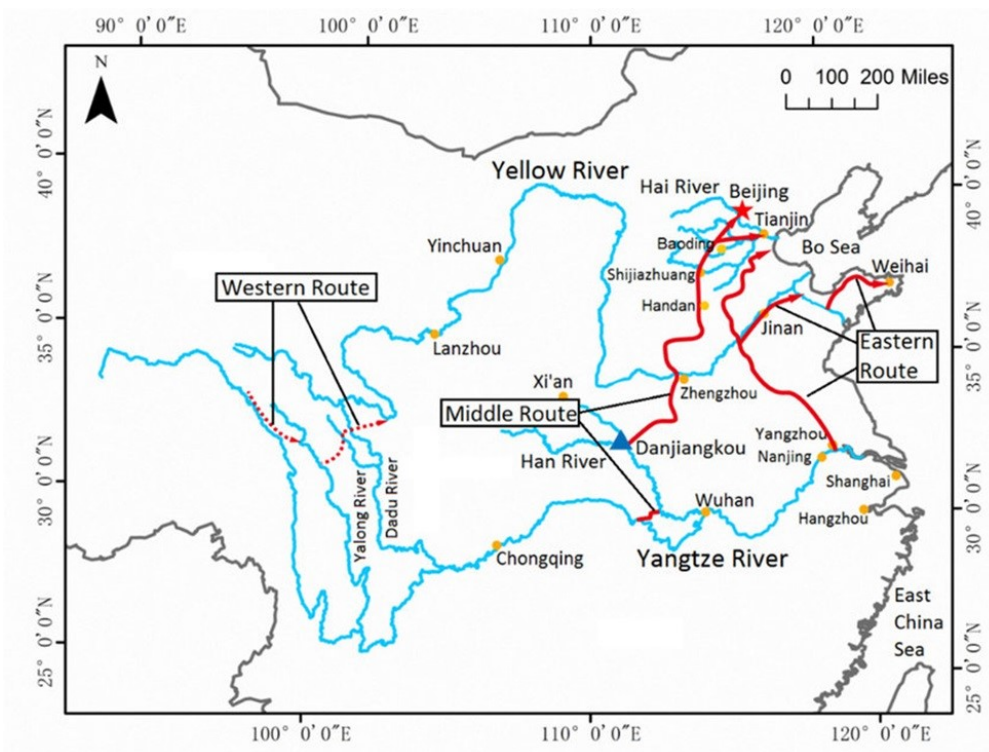 90° 0′0″E
100° 0′0″E
110° 0′0″E
120° 0′0″E
N
0 100 200 Miles
40° 0′0″N
40° 0′0″N
Yellow River
Hai River
Beijing
Tianjin
Yinchuan
Baoding
Bo Sea
Weihai
Shijiazhuang
Western Route
Handan
35° 0′0″N
35° 0′0″N
Lanzhou
Jinan
Eastern
Route
Xi'an
Zhengzhou
Middle Route
Yangzhou
Danjiangkou
Nanjing
Han River
Shanghai
30° 0′0″N
30° 0′0″N
Yalong River
Dadu River
Wuhan
Hangzhou
Chongqing
Yangtze River
East
China
Sea
25° 0′0″N
25° 0′0″N
100° 0′0″E
110° 0′0″E
120° 0′0″E